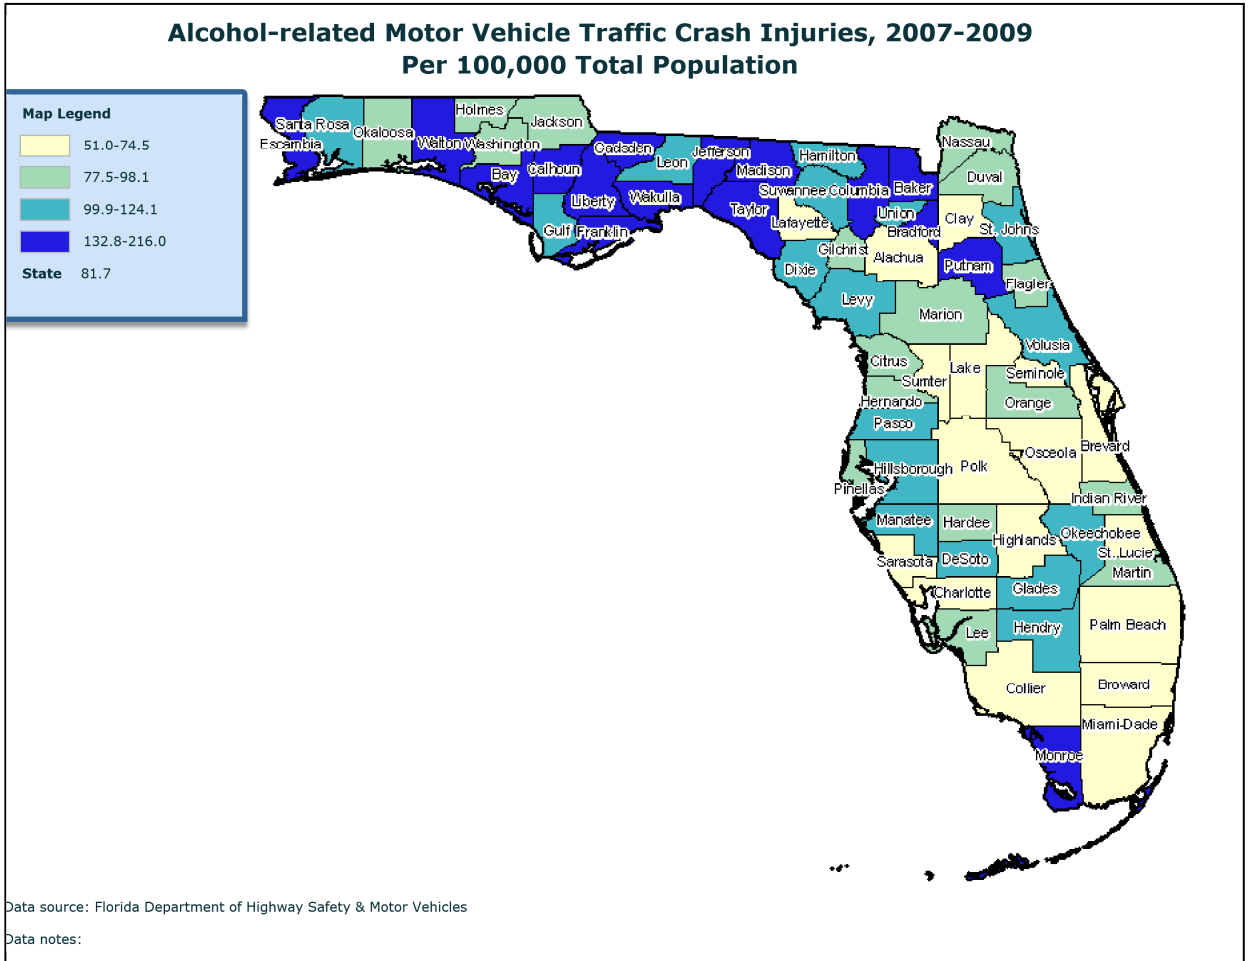 Alcohol-related Motor Vehicle Traffic Crash Injuries, 2007-2009
Per 100,000 Total Population
Map Legend
51.0-74.5
77.5-98.1
99.9-124.1
132.8-216.0
State 81.7
Escambia
Santa Rosa
Okaloosa
Walton
Holmes
Washington
Jackson
Bay
Calhoun
Gulf
Gadsden
Liberty
Franklin
Leon
Wakulla
Jefferson
Madison
Taylor
Hamilton
Suwannee
Lafayette
Columbia
Baker
Union
Bradford
Nassau
Duval
Clay
St. Johns
Gilchrist
Alachua
Putnam
Dixie
Flagler
Levy
Marion
Volusia
Citrus
Sumter
Lake
Seminole
Hernando
Orange
Pasco
Brevard
Osceola
Polk
Hillsborough
Pinellas
Indian River
Manatee
Hardee
Highlands
Okeechobee
St..Lucie
Sarasota
DeSoto
Martin
Charlotte
Glades
Lee
Hendry
Palm Beach
Collier
Broward
Miami-Dade
Monroe
Data source: Florida Department of Highway Safety & Motor Vehicles
Data notes: